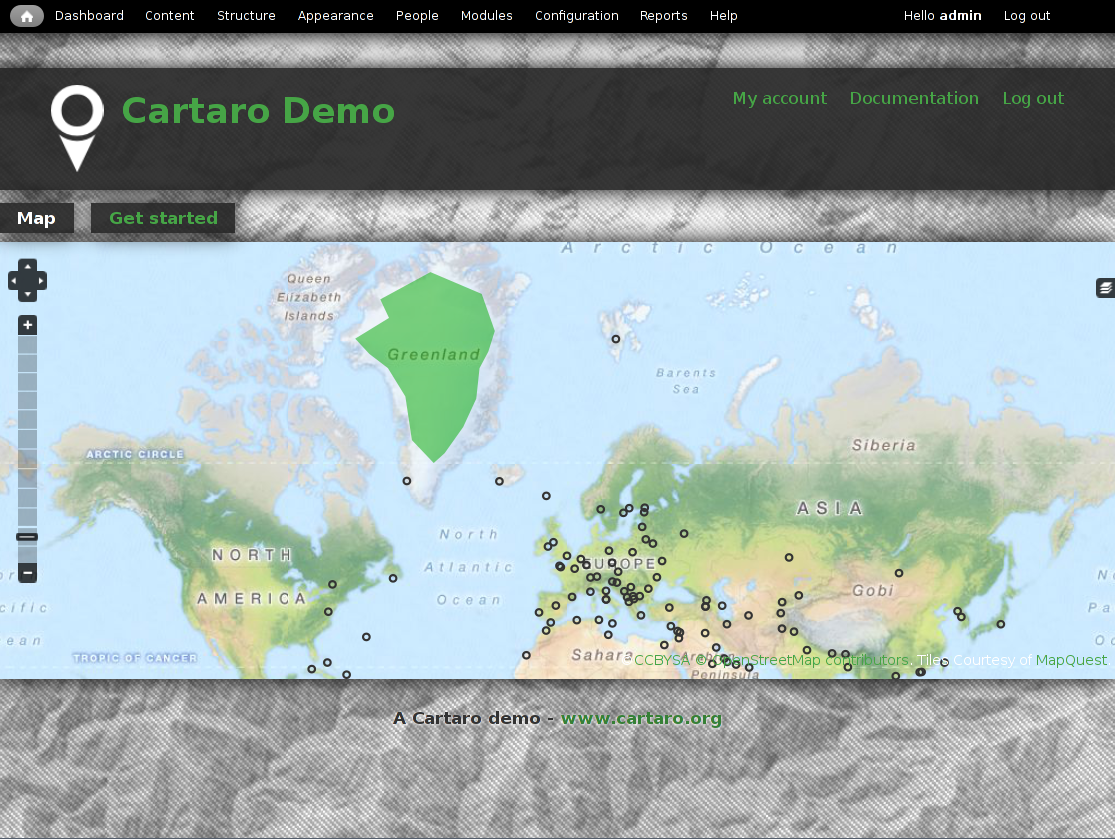 Dashboard Content Structure Appearance People Modules Configuration Reports Help Hello admin Log out
Cartaro Demo
My account Documentation Log out
Map Get started
Arctic Ocean
Queen
Elizabeth
Islands
Greenland
Barents
Sea
ARCTIC CIRCLE
Siberia
ASIA
North
Atlantic
Ocean
NORTH
AMERICA
EUROPE
Gobi
Sahara
Arabian
Peninsula
TROPIC OF CANCER
CCBYSA © OpenStreetMap contributors. Tiles Courtesy of MapQuest
A Cartaro demo - www.cartaro.org